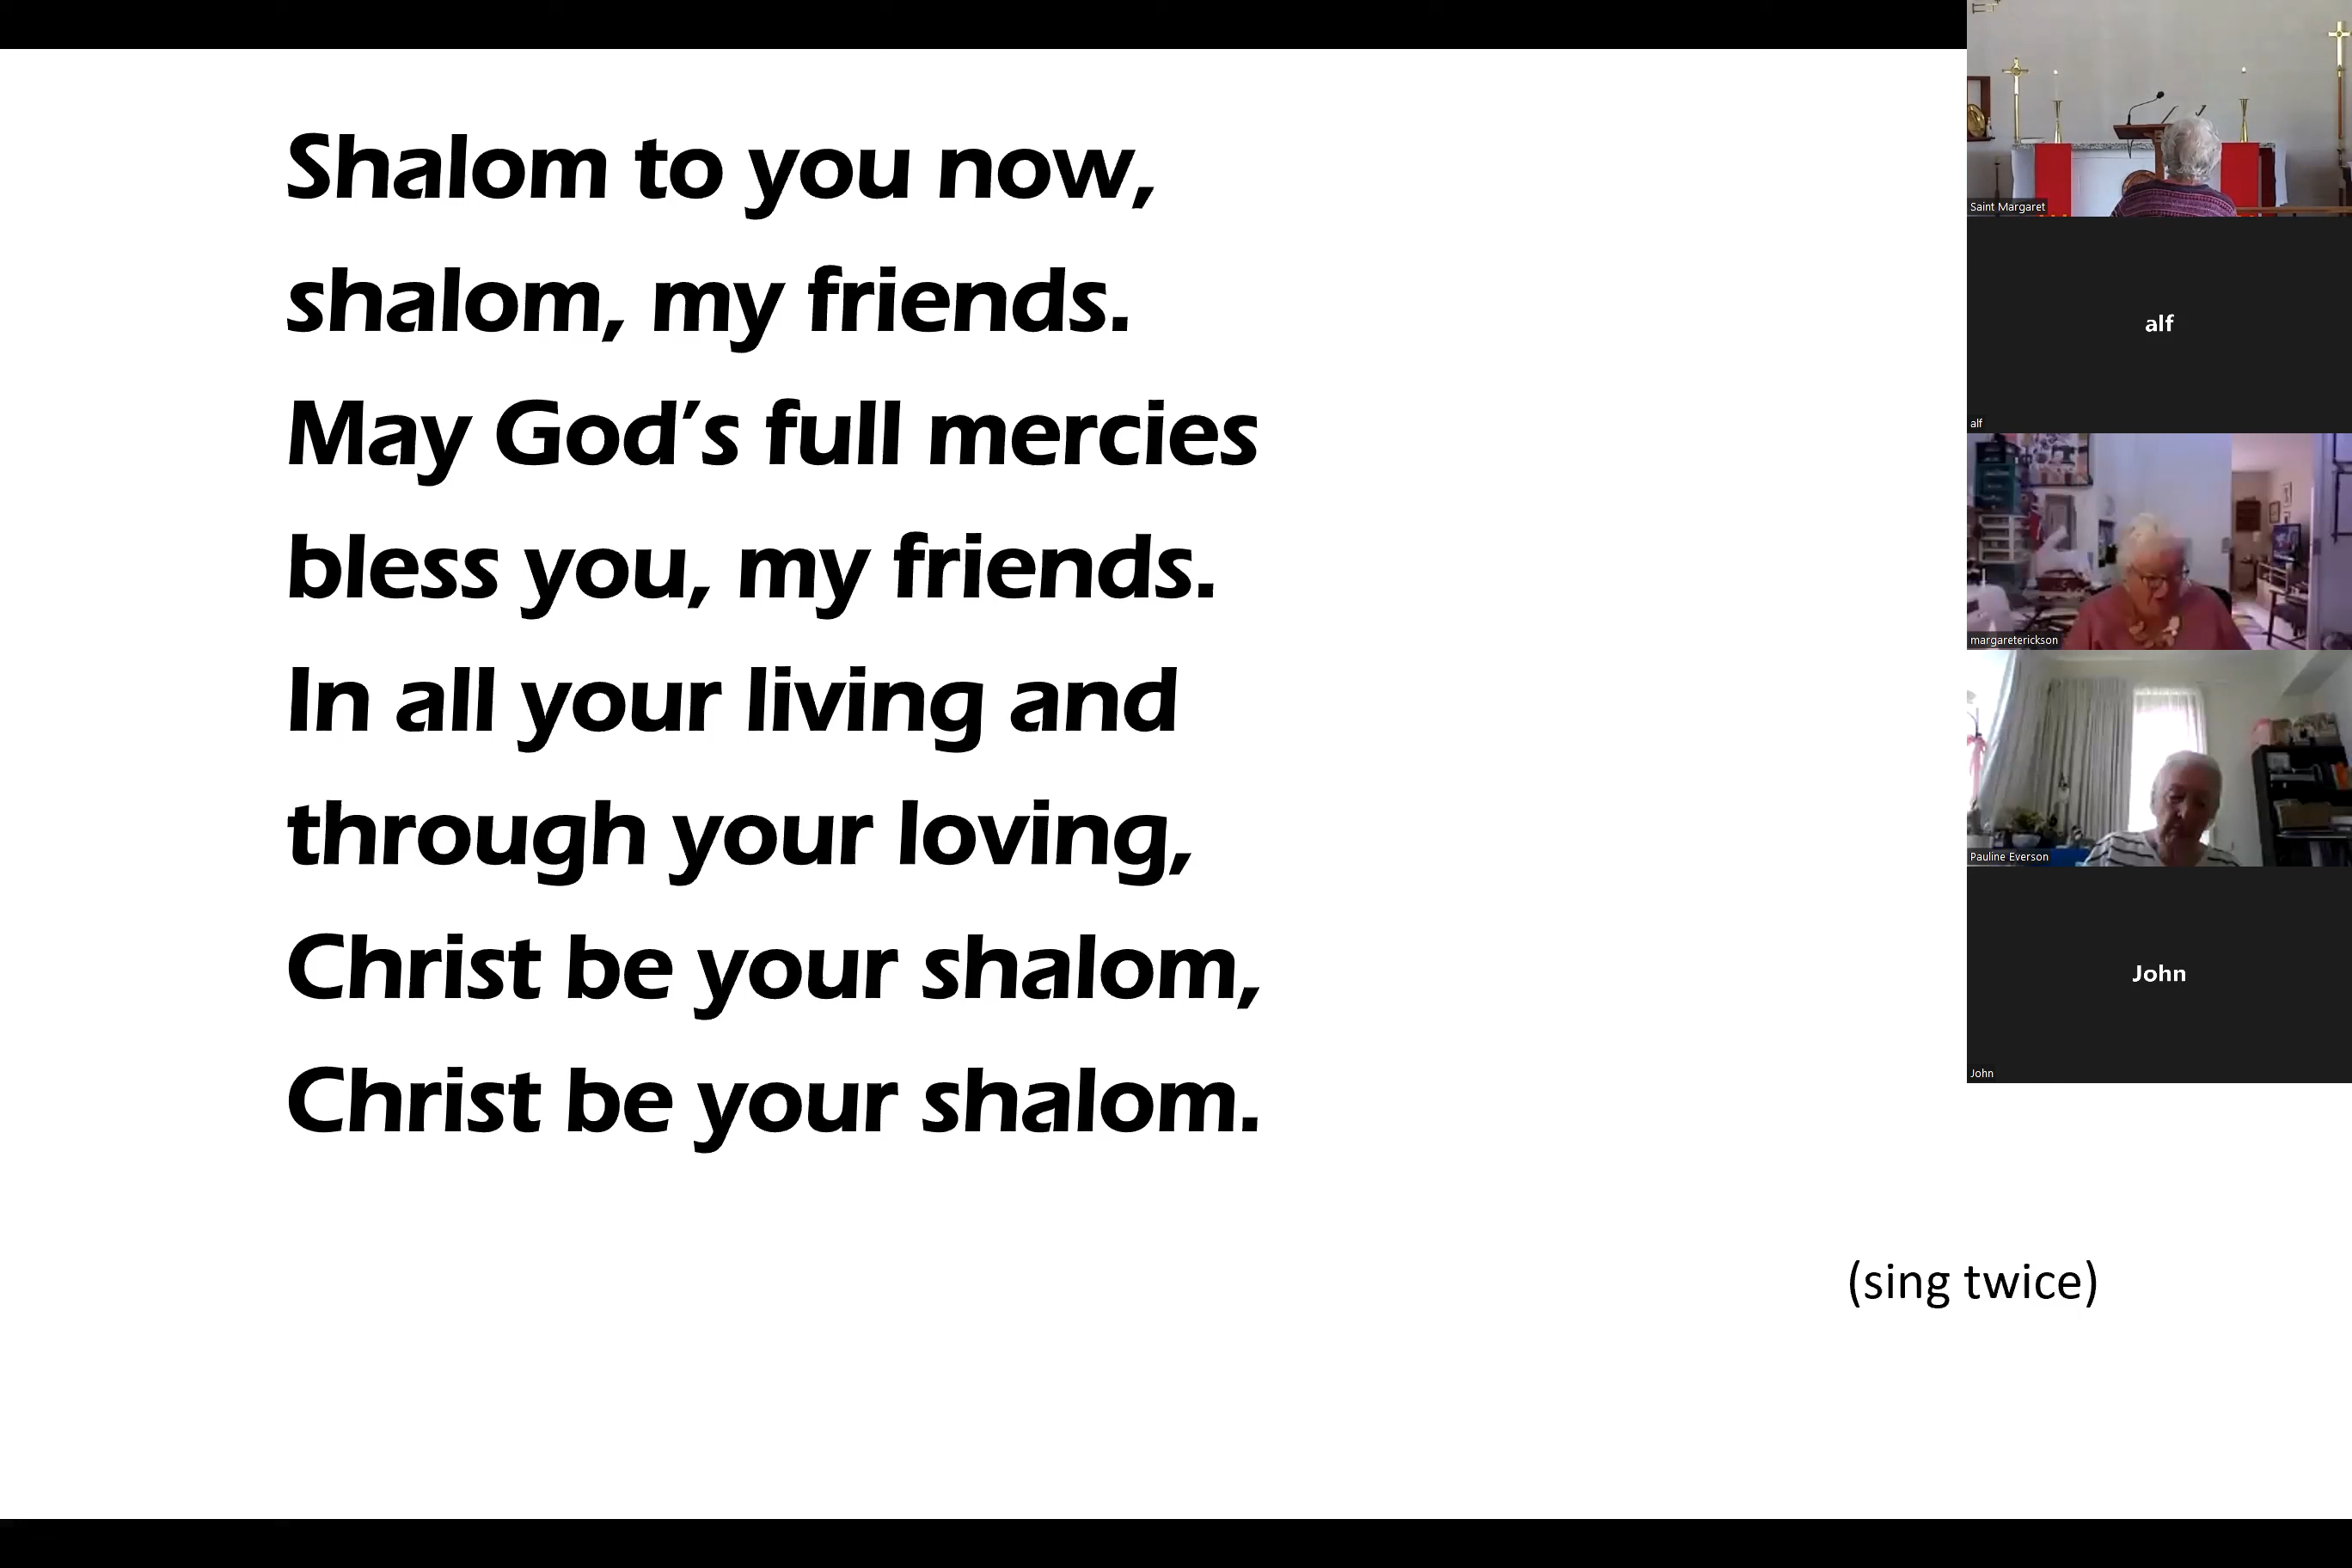 Shalom to you now,
shalom, my friends.
May God’s full mercies
bless you, my friends.
In all your living and
through your loving,
Christ be your shalom,
Christ be your shalom.
(sing twice)
Saint Margaret
alf
alf
margareterickson
Pauline Everson
John
John